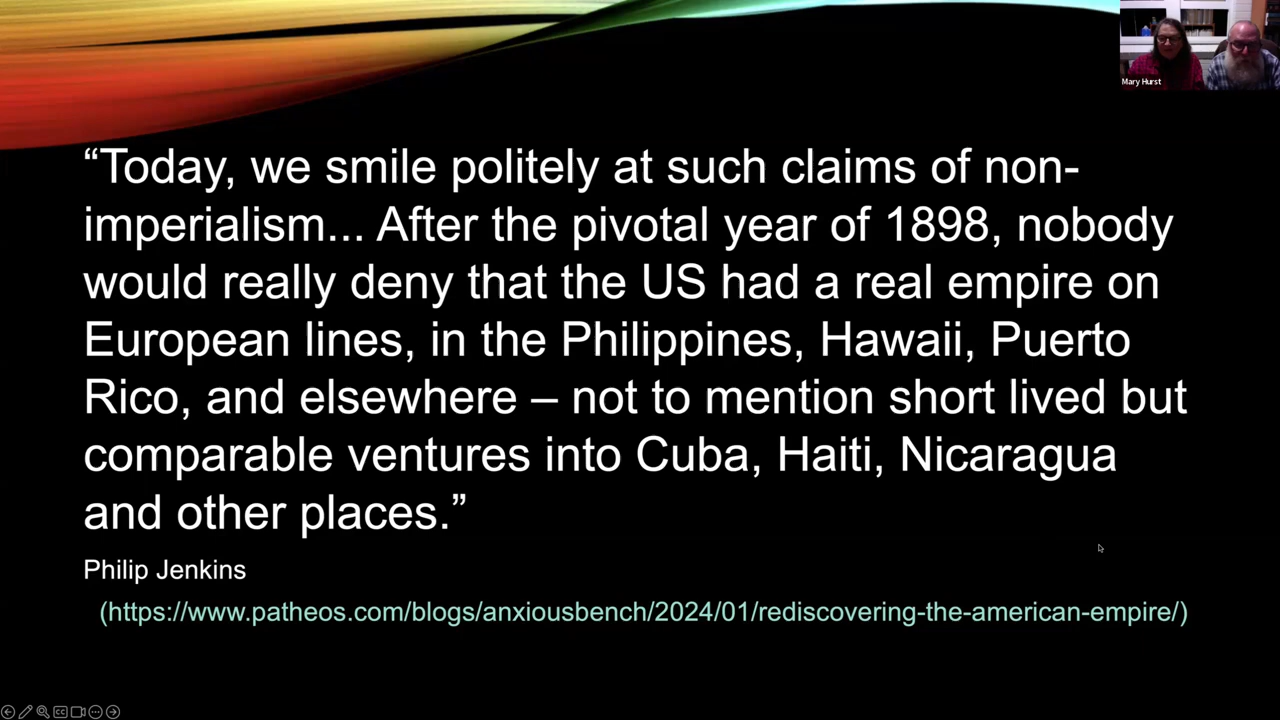 Mary Hurst
“Today, we smile politely at such claims of non-
imperialism... After the pivotal year of 1898, nobody
would really deny that the US had a real empire on
European lines, in the Philippines, Hawaii, Puerto
Rico, and elsewhere – not to mention short lived but
comparable ventures into Cuba, Haiti, Nicaragua
and other places.”
Philip Jenkins
(https://www.patheos.com/blogs/anxiousbench/2024/01/rediscovering-the-american-empire/)